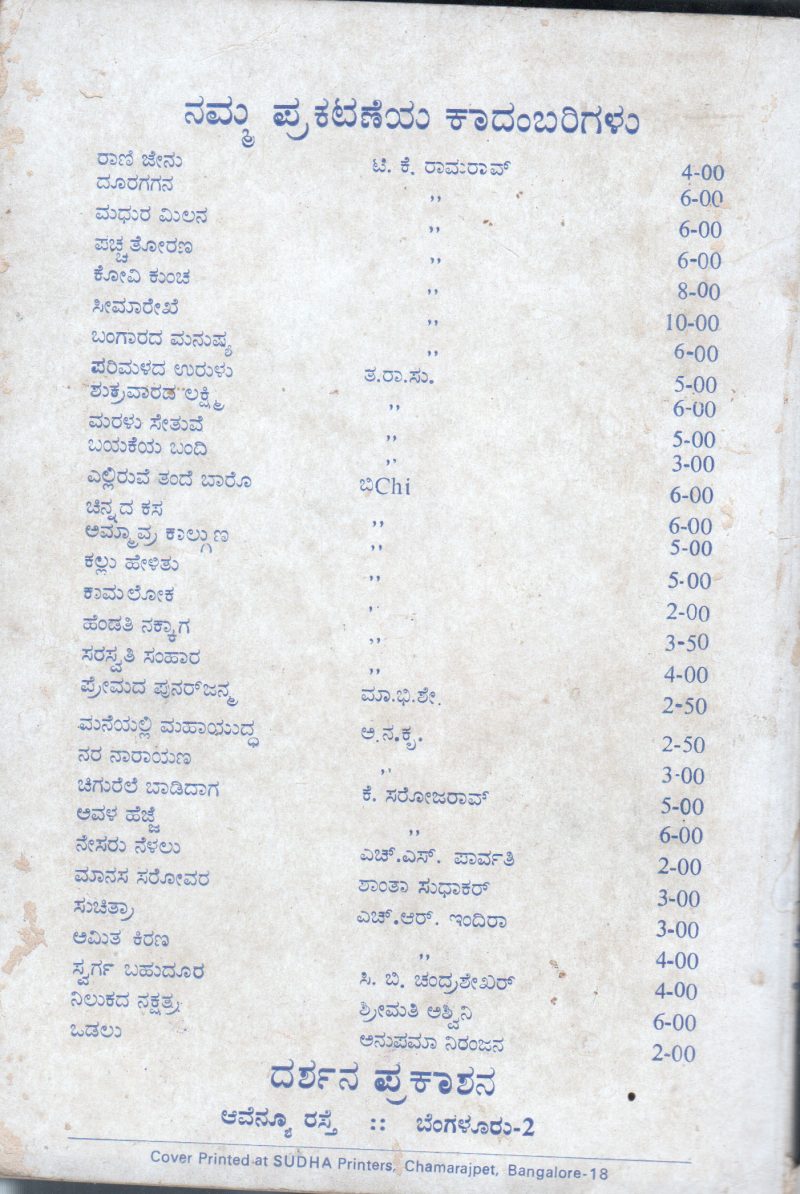 ನಮ್ಮ ಪ್ರಕಟಣೆಯ ಕಾದಂಬರಿಗಳು
ರಾಣಿ ಜೇನು ಟಿ. ಕೆ. ರಾಮರಾವ್ 4-00
ದೂರಗಗನ ,, 6-00
ಮಧುರ ಮಿಲನ ,, 6-00
ಪಚ್ಚತೋರಣ ,, 6-00
ಕೋವಿ ಕುಂಚ ,, 8-00
ಸೀಮಾರೇಖೆ ,, 10-00
ಬಂಗಾರದ ಮನುಷ್ಯ ,, 6-00
ಪರಿಮಳದ ಉರುಳು ತ.ರಾ.ಸು. 5-00
ಶುಕ್ರವಾರದ ಲಕ್ಷ್ಮಿ ,, 6-00
ಮರಳು ಸೇತುವೆ ,, 5-00
ಬಯಕೆಯ ಬಂದಿ ,, 3-00
ಎಲ್ಲಿರುವೆ ತಂದೆ ಬಾರೊ ಬಿChi 6-00
ಚಿನ್ನದ ಕಸ ,, 6-00
ಅಮ್ಮಾವ್ರ ಕಾಲ್ಗುಣ ,, 5-00
ಕಲ್ಲು ಹೇಳಿತು ,, 5-00
ಕಾಮಲೋಕ , 2-00
ಹೆಂಡತಿ ನಕ್ಕಾಗ ,, 3-50
ಸರಸ್ವತಿ ಸಂಹಾರ ,, 4-00
ಪ್ರೇಮದ ಪುನರ್‌ಜನ್ಮ ಮಾ.ಭಿ.ಶೇ. 2-50
ಮನೆಯಲ್ಲಿ ಮಹಾಯುದ್ಧ ಅ.ನ.ಕೃ. 2-50
ನರ ನಾರಾಯಣ ,, 3-00
ಚಿಗುರೆಲೆ ಬಾಡಿದಾಗ ಕೆ. ಸರೋಜರಾವ್ 5-00
ಅವಳ ಹೆಜ್ಜೆ ,, 6-00
ನೇಸರು ನೆಳಲು ಎಚ್.ಎಸ್. ಪಾರ್ವತಿ 2-00
ಮಾನಸ ಸರೋವರ ಶಾಂತಾ ಸುಧಾಕರ್ 3-00
ಸುಚಿತ್ರಾ ಎಚ್.ಆರ್. ಇಂದಿರಾ 3-00
ಅಮಿತ ಕಿರಣ ,, 4-00
ಸ್ವರ್ಗ ಬಹುದೂರ ಸಿ. ಬಿ. ಚಂದ್ರಶೇಖರ್ 4-00
ನಿಲುಕದ ನಕ್ಷತ್ರ ಶ್ರೀಮತಿ ಅಶ್ವಿನಿ 6-00
ಒಡಲು ಅನುಪಮಾ ನಿರಂಜನ 2-00
ದರ್ಶನ ಪ್ರಕಾಶನ
ಆವೆನ್ಯೂ ರಸ್ತೆ :: ಬೆಂಗಳೂರು-2
Cover Printed at SUDHA Printers, Chamarajpet, Bangalore-18